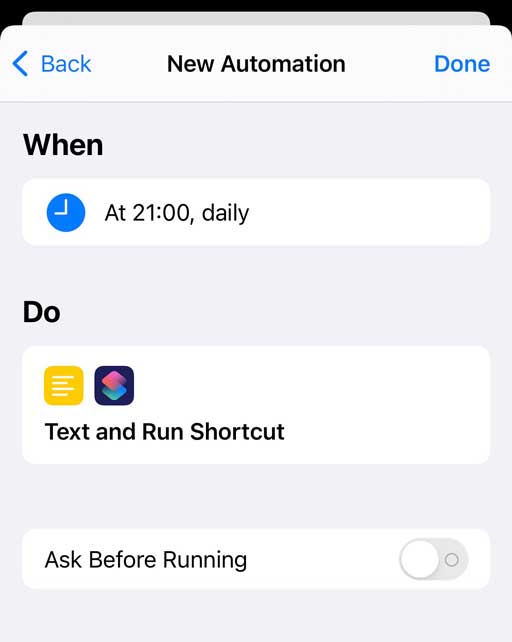 Back
New Automation
Done
When
At 21:00, daily
Do
Text and Run Shortcut
Ask Before Running